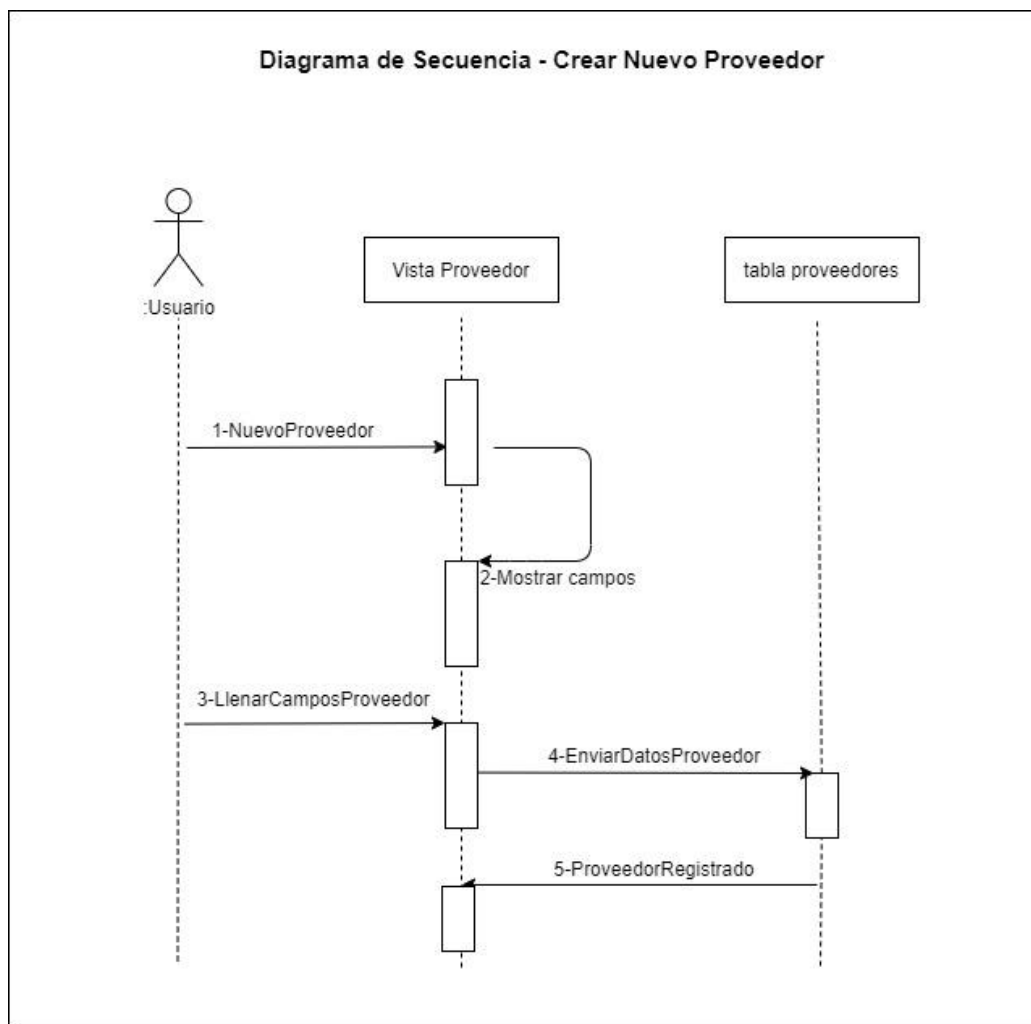 Diagrama de Secuencia - Crear Nuevo Proveedor
:Usuario
Vista Proveedor
tabla proveedores
1-NuevoProveedor
2-Mostrar campos
3-LlenarCamposProveedor
4-EnviarDatosProveedor
5-ProveedorRegistrado